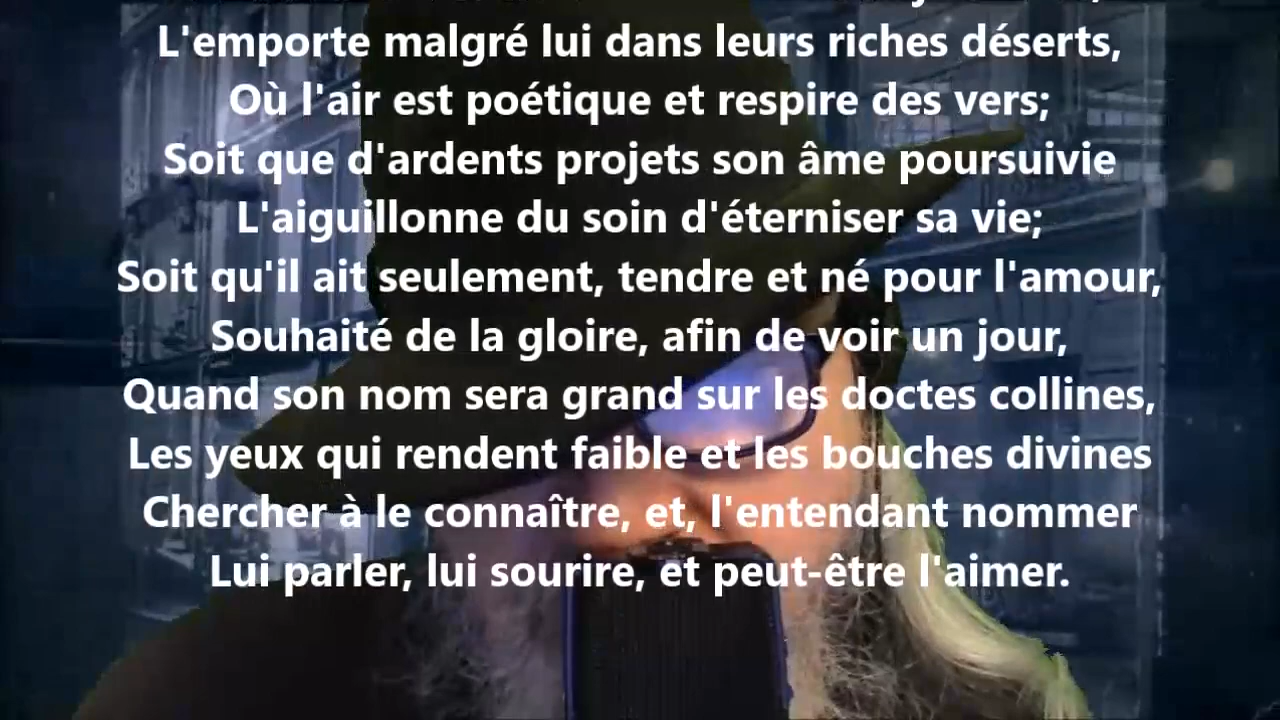 L'emporte malgré lui dans leurs riches déserts,
Où l'air est poétique et respire des vers;
Soit que d'ardents projets son âme poursuivie
L'aiguillonne du soin d'éterniser sa vie;
Soit qu'il ait seulement, tendre et né pour l'amour,
Souhaité de la gloire, afin de voir un jour,
Quand son nom sera grand sur les doctes collines,
Les yeux qui rendent faible et les bouches divines
Chercher à le connaître, et, l'entendant nommer
Lui parler, lui sourire, et peut-être l'aimer.